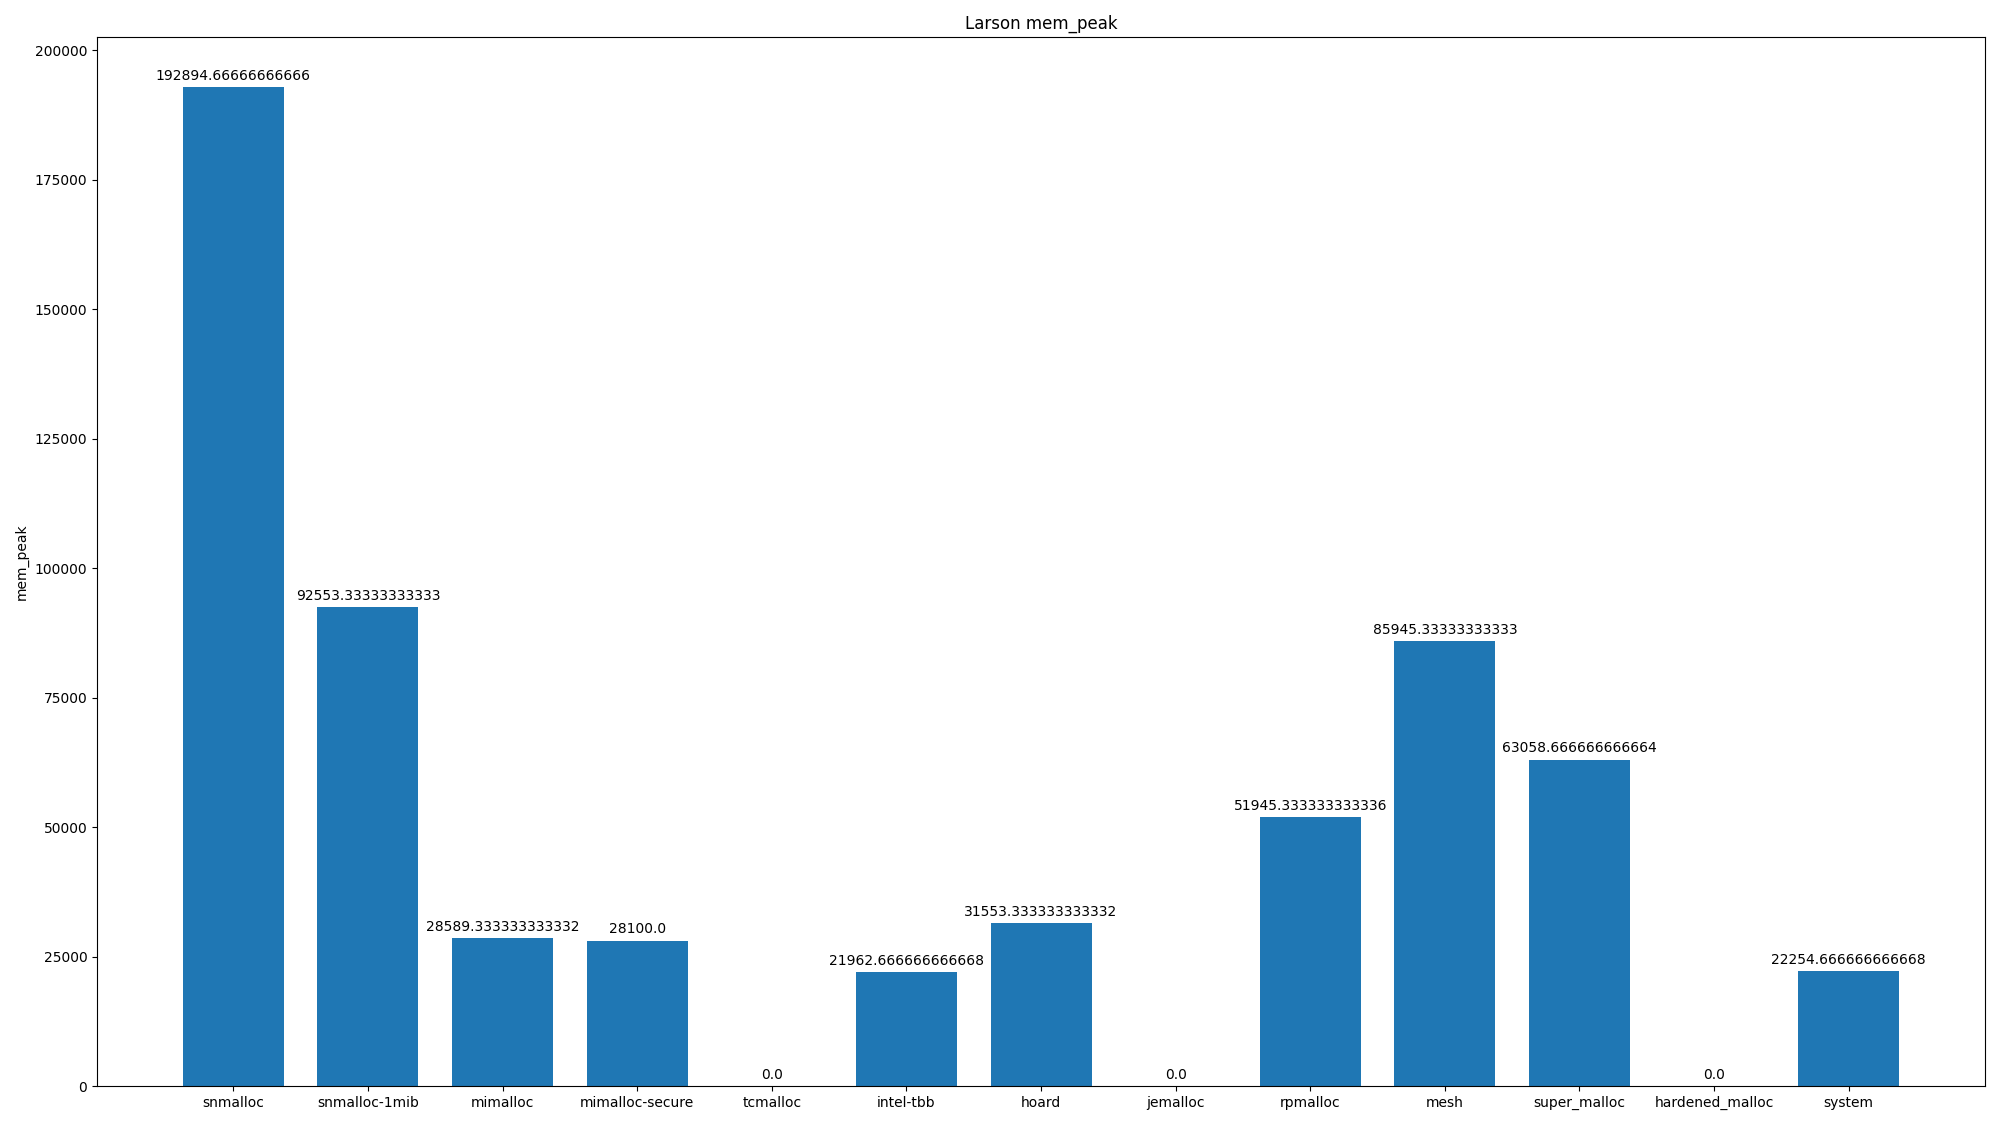 Larson mem_peak
200000
175000
150000
125000
100000
75000
50000
25000
0
mem_peak
192894.66666666666
92553.33333333333
28589.333333333332
28100.0
0.0
21962.666666666668
31553.333333333332
0.0
51945.333333333336
85945.33333333333
63058.666666666664
0.0
22254.666666666668
snmalloc
snmalloc-1mib
mimalloc
mimalloc-secure
tcmalloc
intel-tbb
hoard
jemalloc
rpmalloc
mesh
super_malloc
hardened_malloc
system